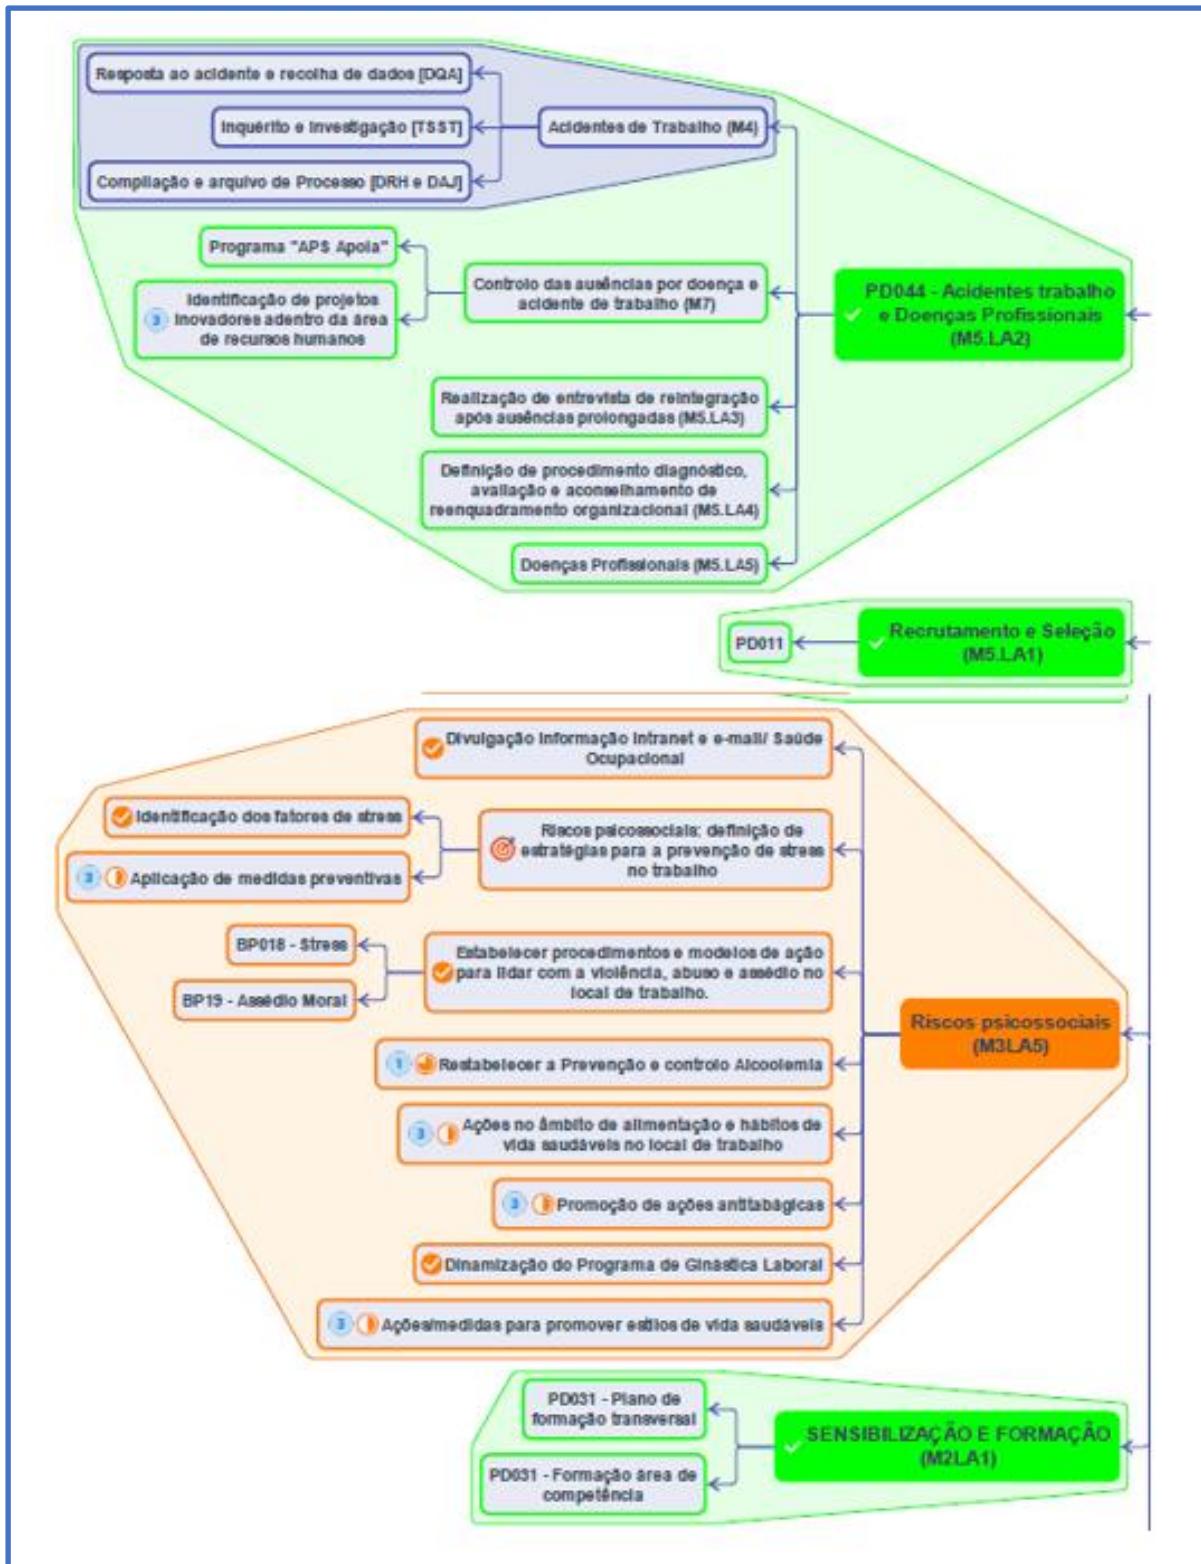 Resposta ao acidente e recolha de dados [DQA]
Inquérito e Investigação [TSST]
Acidentes de Trabalho (M4)
Compilação e arquivo de Processo [DRH e DAJ]
Programa "APS Apoia"
3
Identificação de projetos
Inovadores adentro da área
de recursos humanos
Controlo das ausências por doença e
acidente de trabalho (M7)
PD044 - Acidentes trabalho
e Doenças Profissionais
(M5.LA2)
Realização de entrevista de reintegração
após ausências prolongadas (M5.LA3)
Definição de procedimento diagnóstico,
avaliação e aconselhamento de
reenquadramento organizacional (M5.LA4)
Doenças Profissionais (M5.LA5)
PD011
Recrutamento e Seleção
(M5.LA1)
Divulgação Informação Intranet e e-mail/ Saúde
Ocupacional
Identificação dos fatores de stress
3 Aplicação de medidas preventivas
Riscos psicossociais: definição de
estratégias para a prevenção de stress
no trabalho
BP018 - Stress
BP19 - Assédio Moral
Estabelecer procedimentos e modelos de ação
para lidar com a violência, abuso e assédio no
local de trabalho.
Riscos psicossociais
(M3LA5)
1 Restabelecer a Prevenção e controlo Alcoolemia
3 Ações no âmbito de alimentação e hábitos de
vida saudáveis no local de trabalho
3 Promoção de ações antitabágicas
Dinamização do Programa de Ginástica Laboral
3 Ações/medidas para promover estilos de vida saudáveis
PD031 - Plano de
formação transversal
PD031 - Formação área de
competência
SENSIBILIZAÇÃO E FORMAÇÃO
(M2LA1)